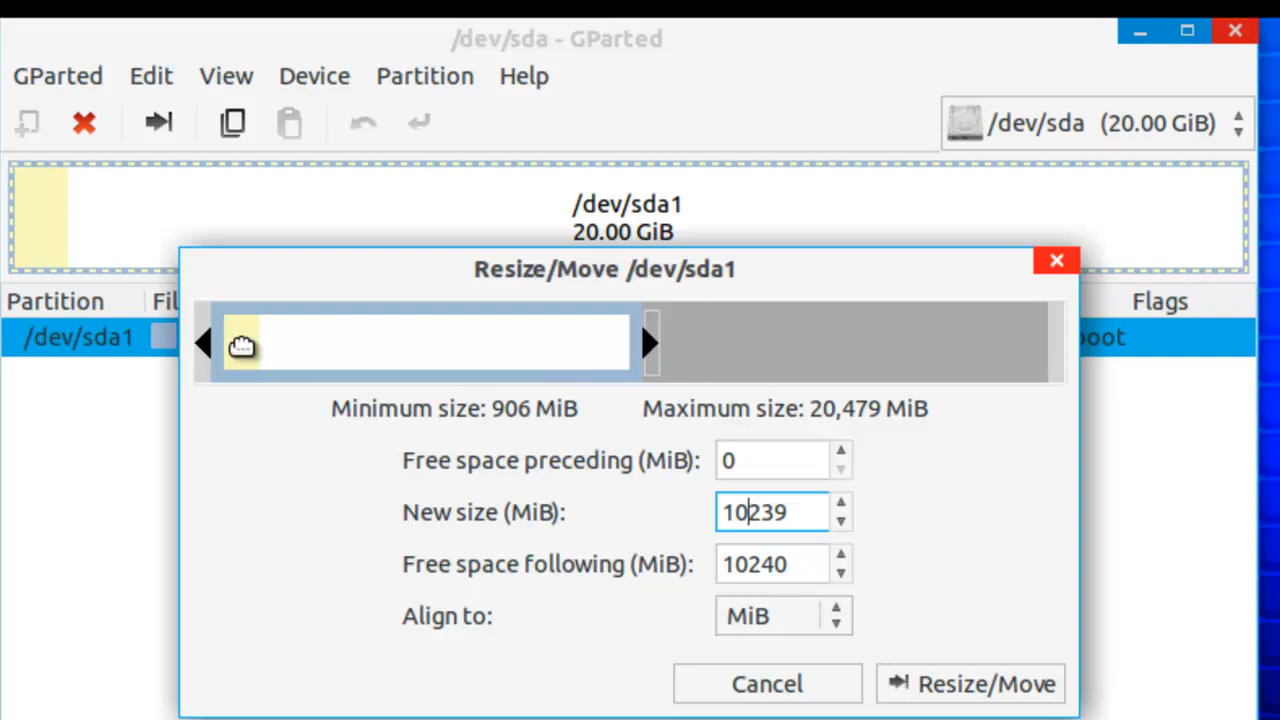 /dev/sda - GParted
GParted Edit View Device Partition Help
/dev/sda (20.00 GiB)
/dev/sda1
20.00 GiB
Partition Fil Flags
/dev/sda1 boot
Resize/Move /dev/sda1
Minimum size: 906 MiB Maximum size: 20,479 MiB
Free space preceding (MiB): 0
New size (MiB): 10239
Free space following (MiB): 10240
Align to: MiB
Cancel Resize/Move